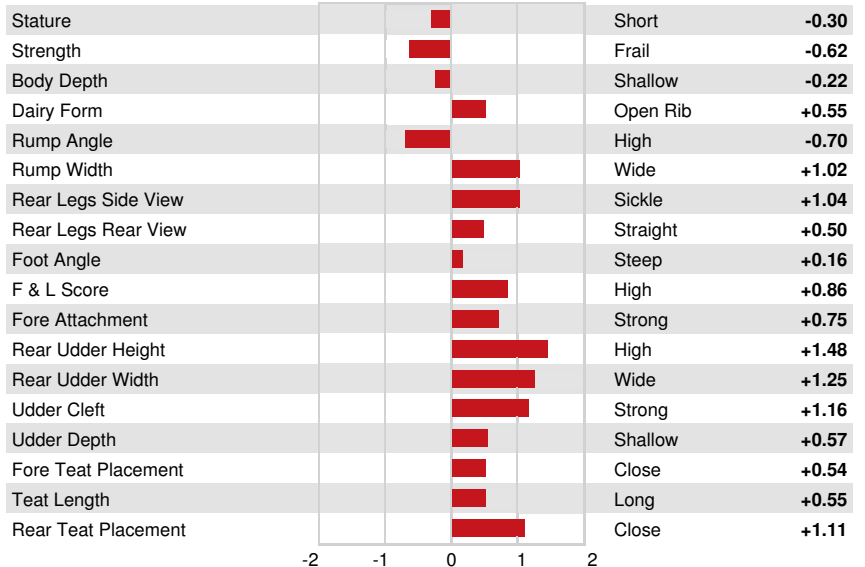 Stature Short -0.30
Strength Frail -0.62
Body Depth Shallow -0.22
Dairy Form Open Rib +0.55
Rump Angle High -0.70
Rump Width Wide +1.02
Rear Legs Side View Sickle +1.04
Rear Legs Rear View Straight +0.50
Foot Angle Steep +0.16
F & L Score High +0.86
Fore Attachment Strong +0.75
Rear Udder Height High +1.48
Rear Udder Width Wide +1.25
Udder Cleft Strong +1.16
Udder Depth Shallow +0.57
Fore Teat Placement Close +0.54
Teat Length Long +0.55
Rear Teat Placement Close +1.11
-2 -1 0 1 2